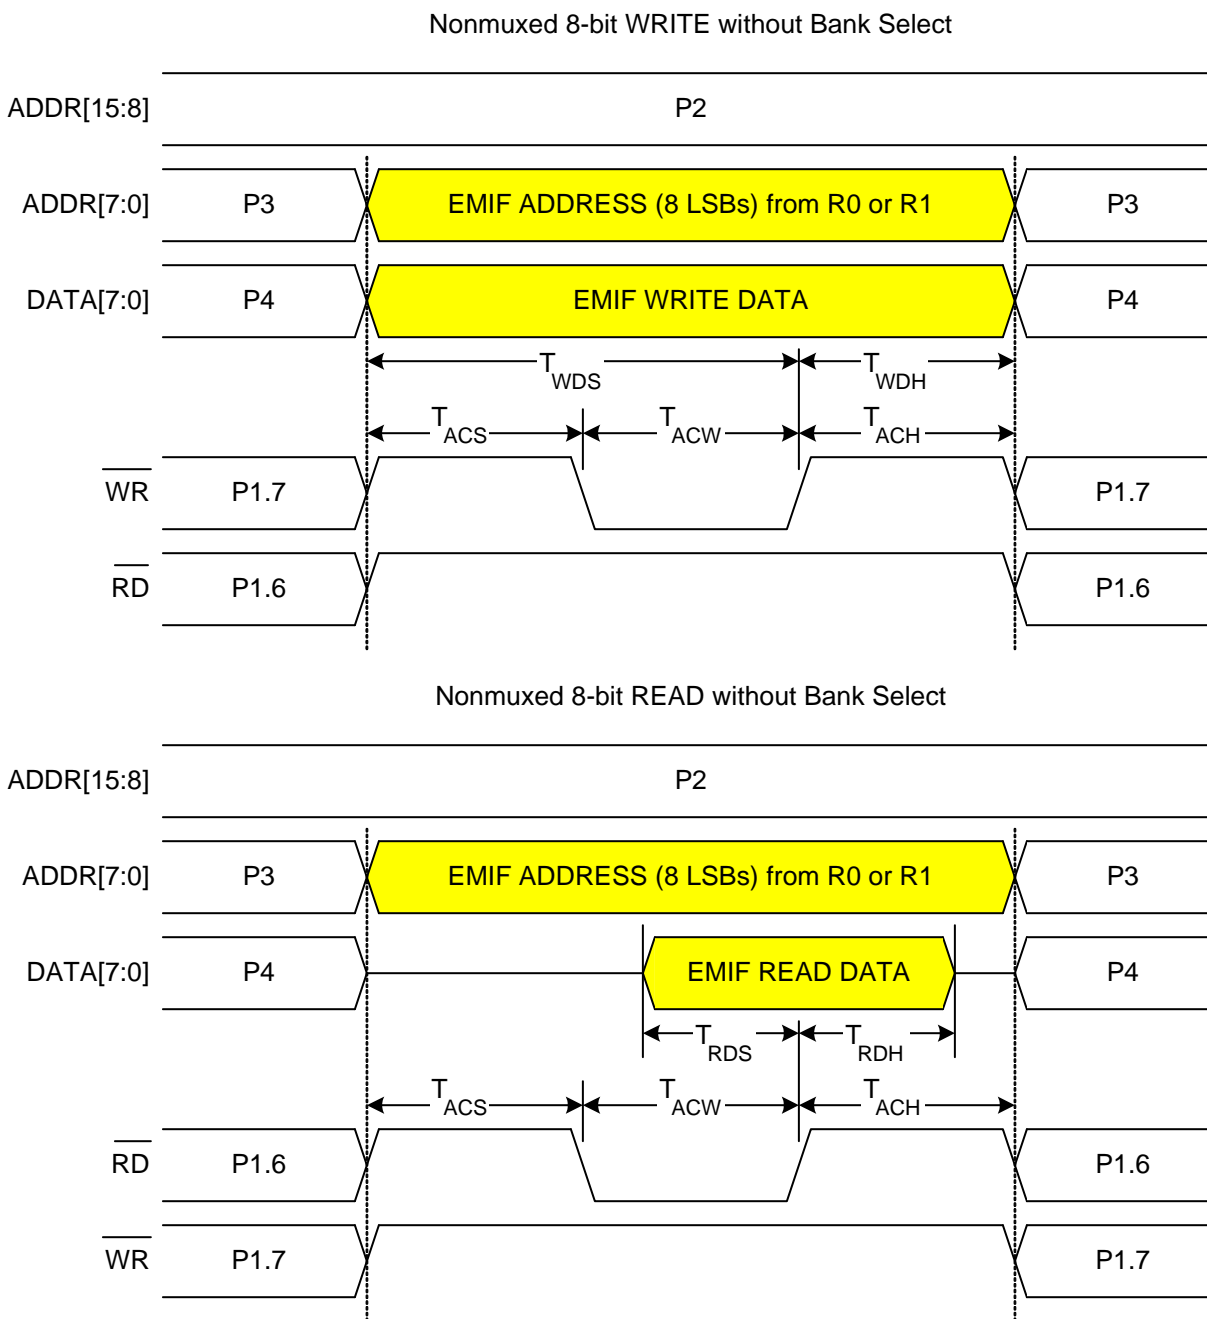 Nonmuxed 8-bit WRITE without Bank Select
ADDR[15:8] P2
ADDR[7:0] P3 EMIF ADDRESS (8 LSBs) from R0 or R1 P3
DATA[7:0] P4 EMIF WRITE DATA P4
TWDS TWDH
TACS TACW TACH
WR P1.7 P1.7
RD P1.6 P1.6
Nonmuxed 8-bit READ without Bank Select
ADDR[15:8] P2
ADDR[7:0] P3 EMIF ADDRESS (8 LSBs) from R0 or R1 P3
DATA[7:0] P4 EMIF READ DATA P4
TRDS TRDH
TACS TACW TACH
RD P1.6 P1.6
WR P1.7 P1.7